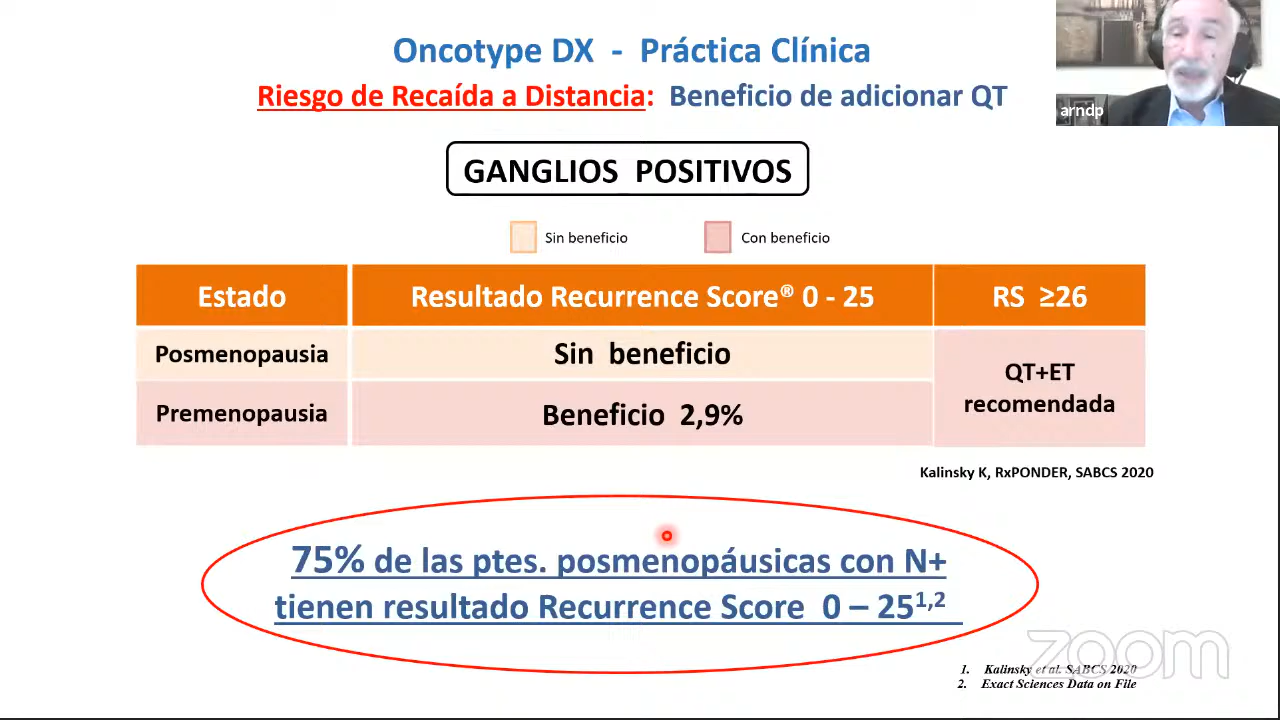 Oncotype DX - Práctica Clínica
Riesgo de Recaída a Distancia: Beneficio de adicionar QT
arndp
GANGLIOS POSITIVOS
Sin beneficio
Con beneficio
Estado
Resultado Recurrence Score® 0 - 25
RS ≥26
Posmenopausia
Sin beneficio
QT+ET
recomendada
Premenopausia
Beneficio 2,9%
Kalinsky K, RxPONDER, SABCS 2020
75% de las ptes. posmenopáusicas con N+
tienen resultado Recurrence Score 0 – 25¹,²
zoom
1. Kalinsky et al. SABCS 2020
2. Exact Sciences Data on File